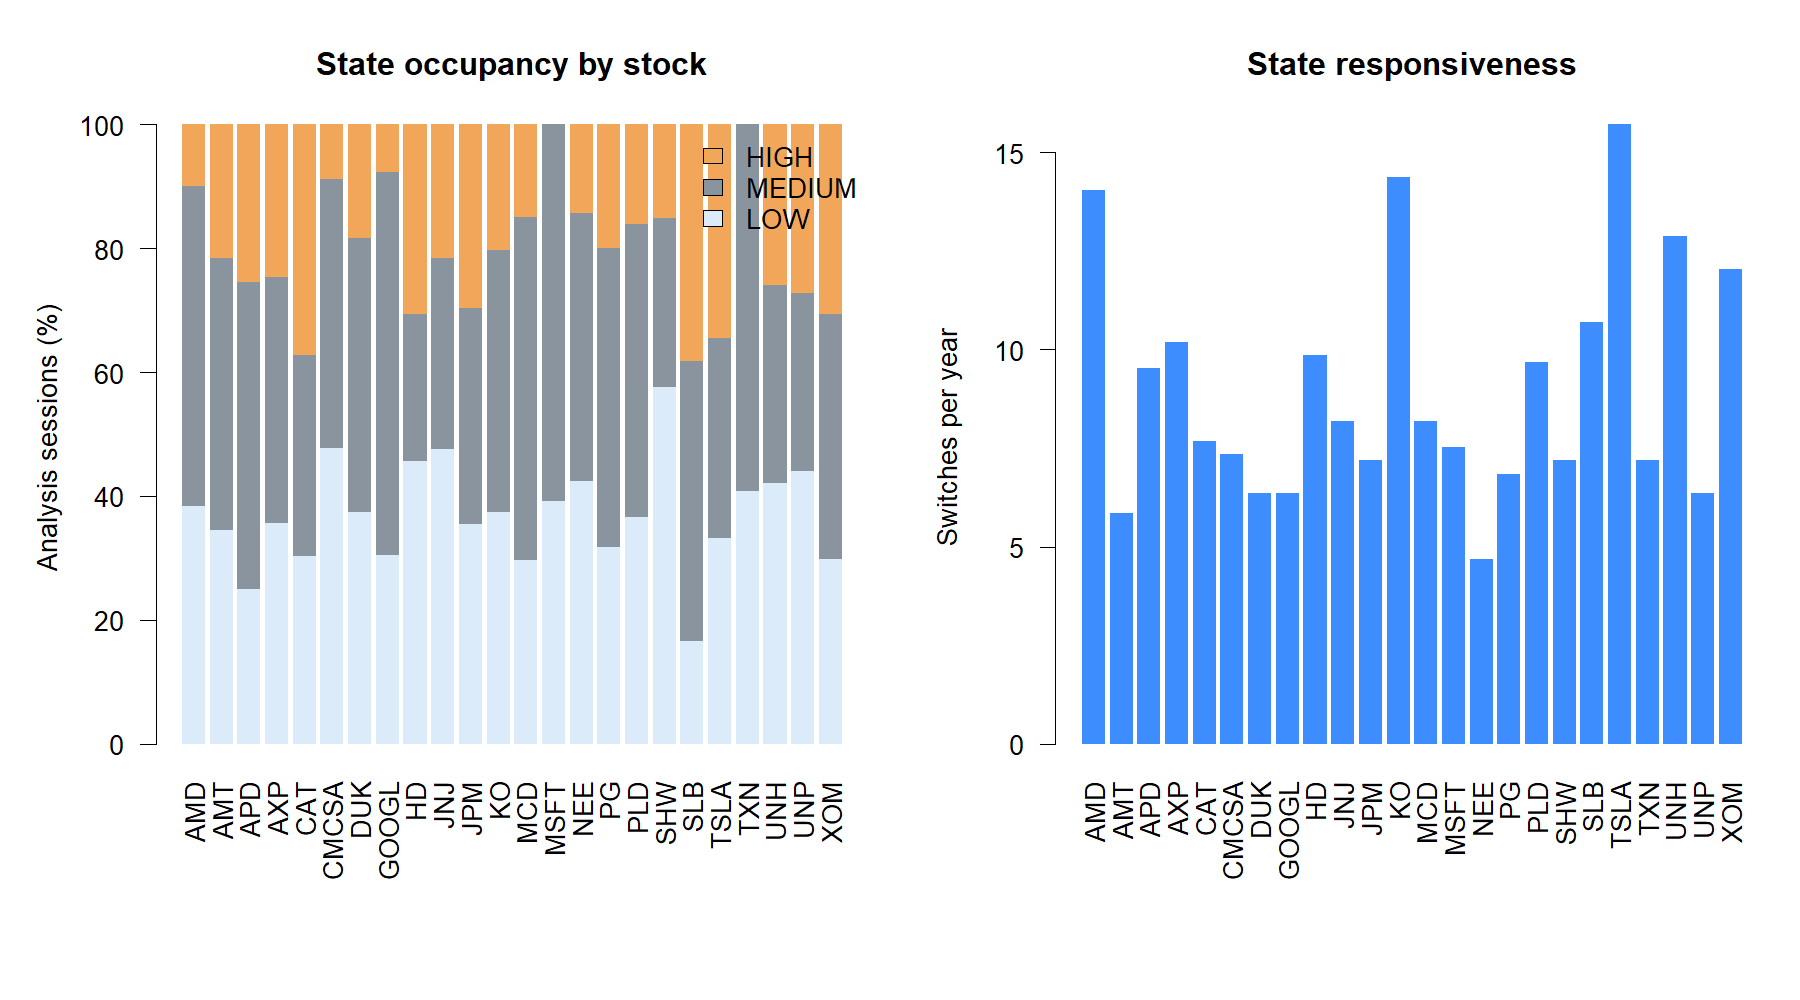 State occupancy by stock
Analysis sessions (%)
100
80
60
40
20
0
HIGH
MEDIUM
LOW
AMD
AMT
APD
AXP
CAT
CMCSA
DUK
GOOGL
HD
JNJ
JPM
KO
MCD
MSFT
NEE
PG
PLD
SHW
SLB
TSLA
TXN
UNH
UNP
XOM
State responsiveness
Switches per year
15
10
5
0
AMD
AMT
APD
AXP
CAT
CMCSA
DUK
GOOGL
HD
JNJ
JPM
KO
MCD
MSFT
NEE
PG
PLD
SHW
SLB
TSLA
TXN
UNH
UNP
XOM